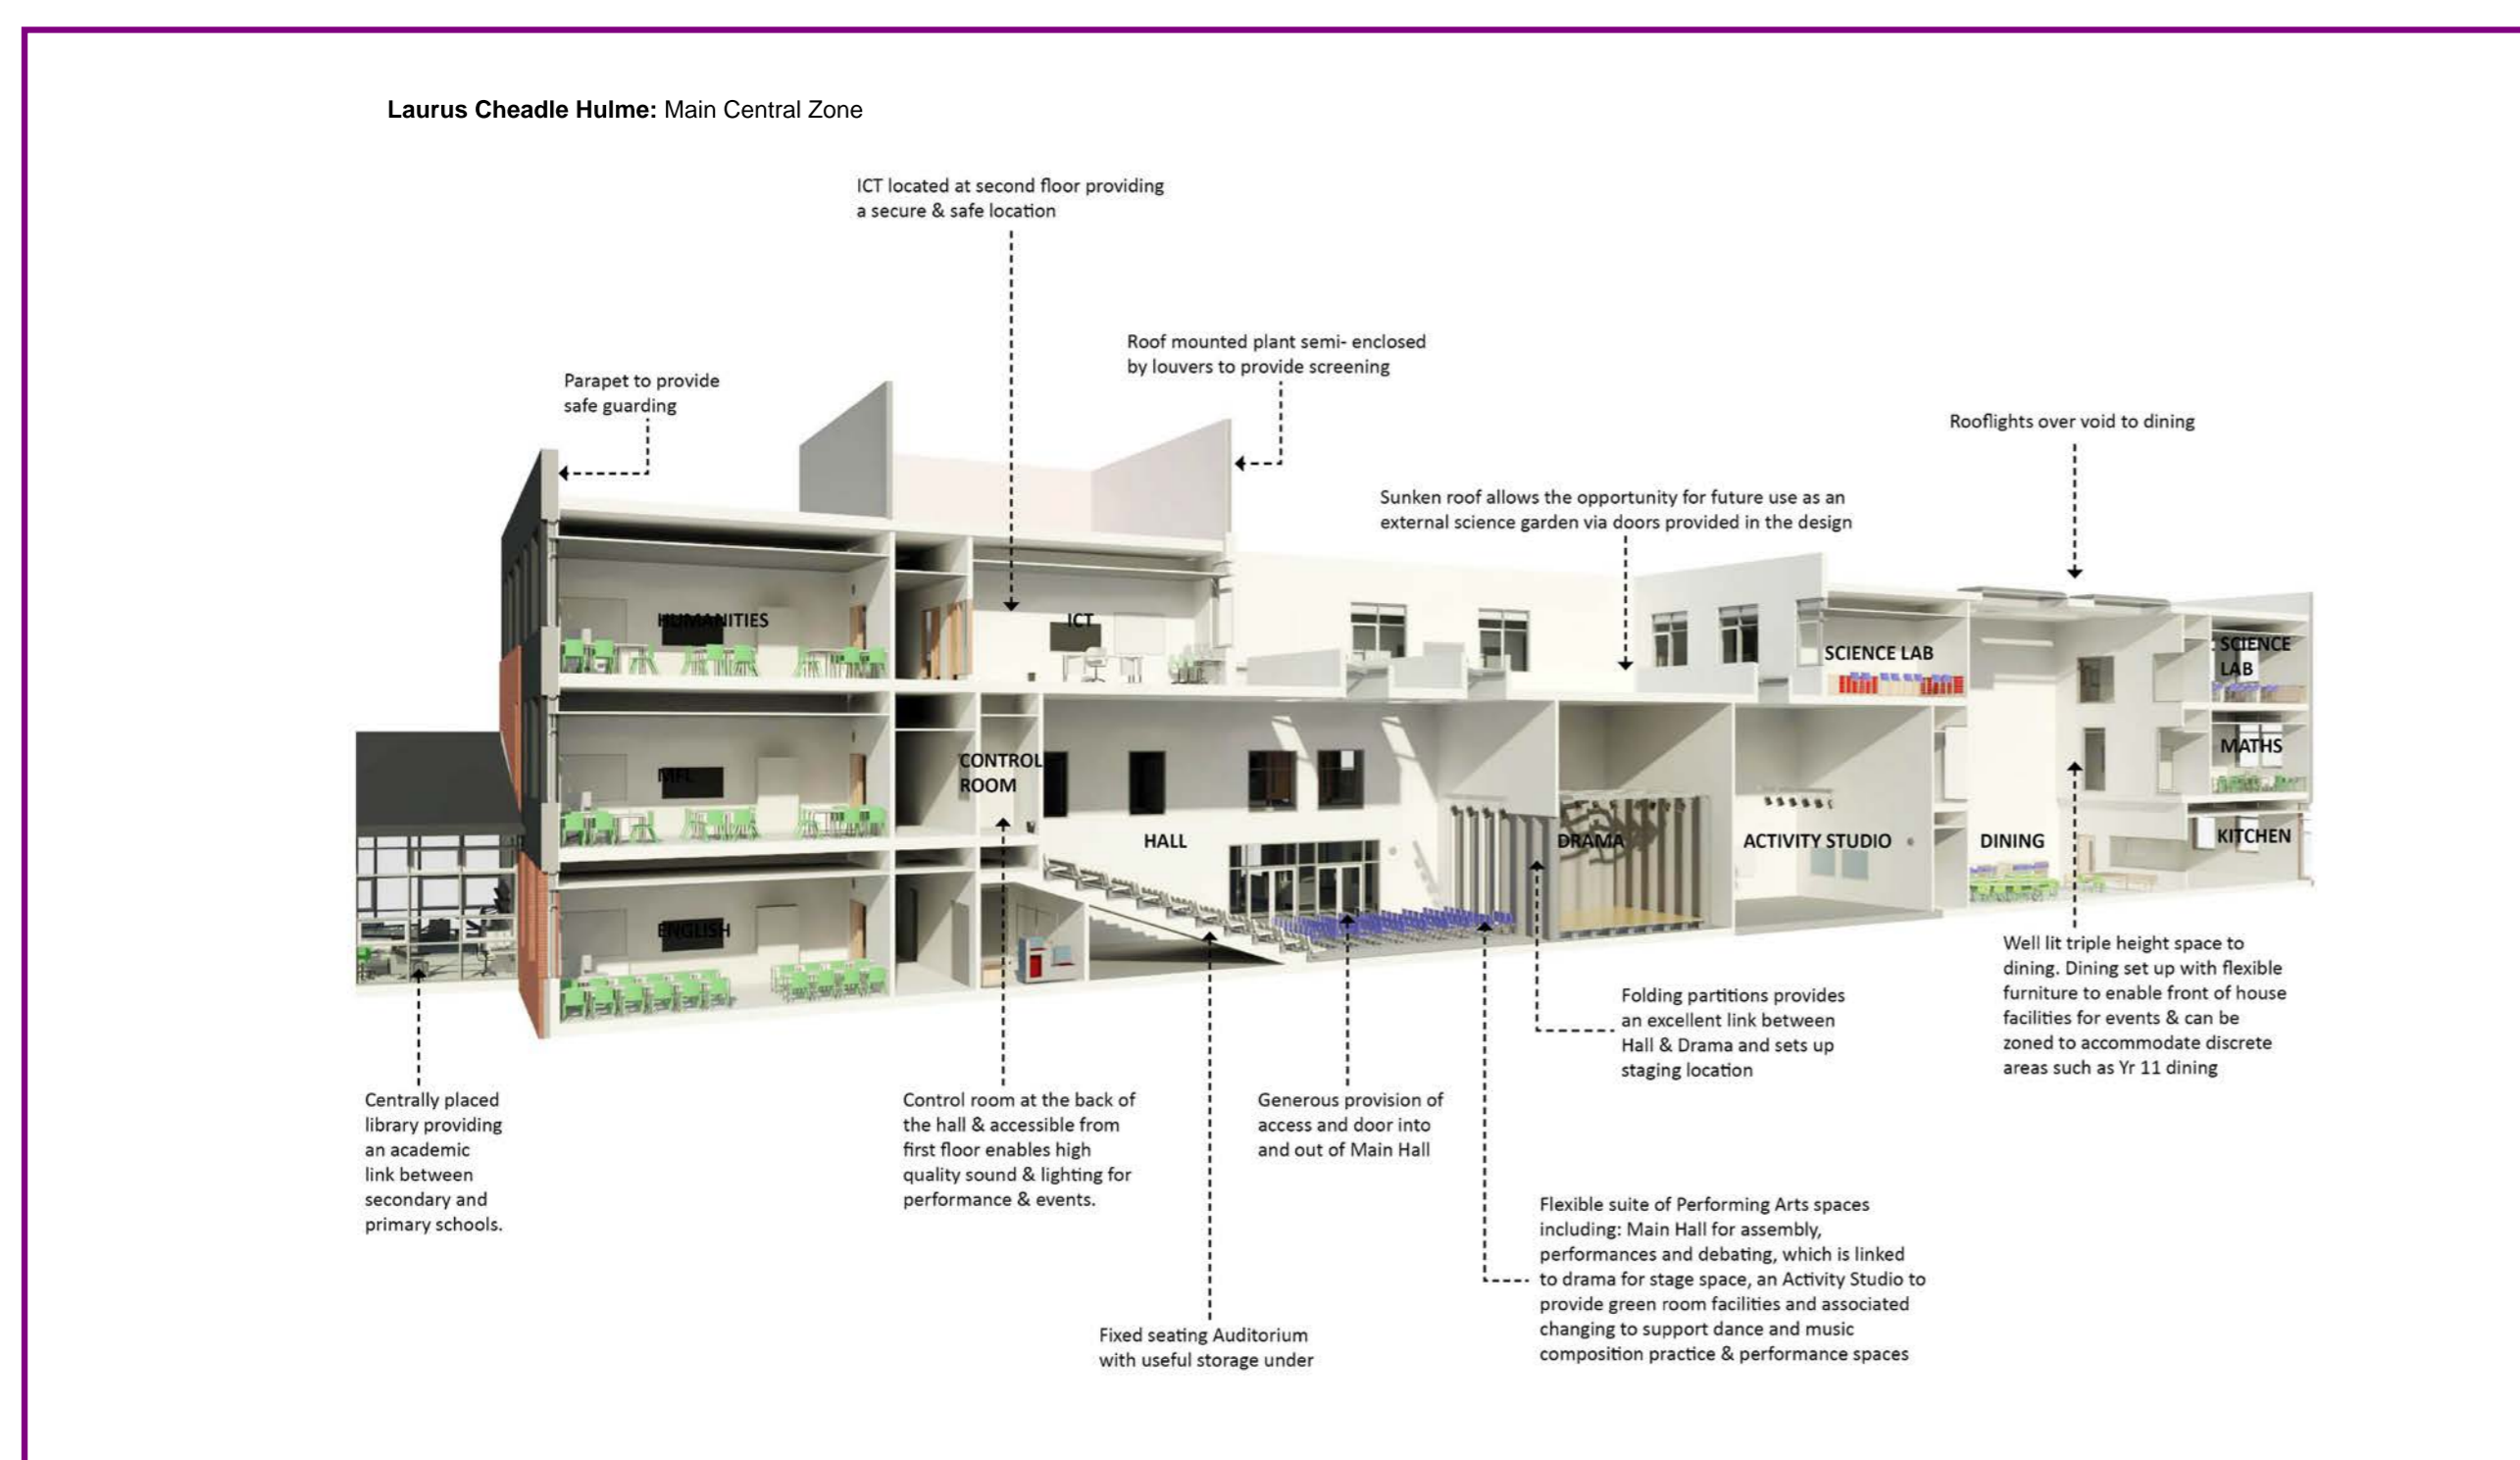 Laurus Cheadle Hulme: Main Central Zone
ICT located at second floor providing
a secure & safe location
Roof mounted plant semi- enclosed
by louvers to provide screening
Parapet to provide
safe guarding
Rooflights over void to dining
Sunken roof allows the opportunity for future use as an
external science garden via doors provided in the design
HUMANITIES
ICT
SCIENCE LAB
SCIENCE
LAB
MFL
CONTROL
ROOM
MATHS
HALL
DRAMA
ACTIVITY STUDIO
DINING
KITCHEN
ENGLISH
Well lit triple height space to
dining. Dining set up with flexible
furniture to enable front of house
facilities for events & can be
zoned to accommodate discrete
areas such as Yr 11 dining
Folding partitions provides
an excellent link between
Hall & Drama and sets up
staging location
Centrally placed
library providing
an academic
link between
secondary and
primary schools.
Control room at the back of
the hall & accessible from
first floor enables high
quality sound & lighting for
performance & events.
Generous provision of
access and door into
and out of Main Hall
Flexible suite of Performing Arts spaces
including: Main Hall for assembly,
performances and debating, which is linked
to drama for stage space, an Activity Studio to
provide green room facilities and associated
changing to support dance and music
composition practice & performance spaces
Fixed seating Auditorium
with useful storage under